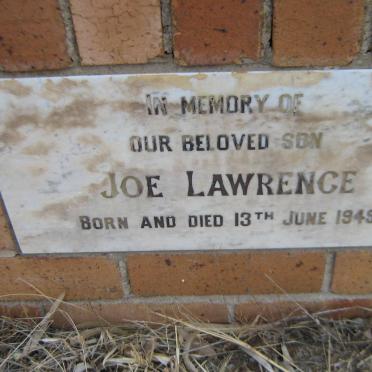 IN MEMORY OF
OUR BELOVED SON
JOE LAWRENCE
BORN AND DIED 13TH JUNE 1949